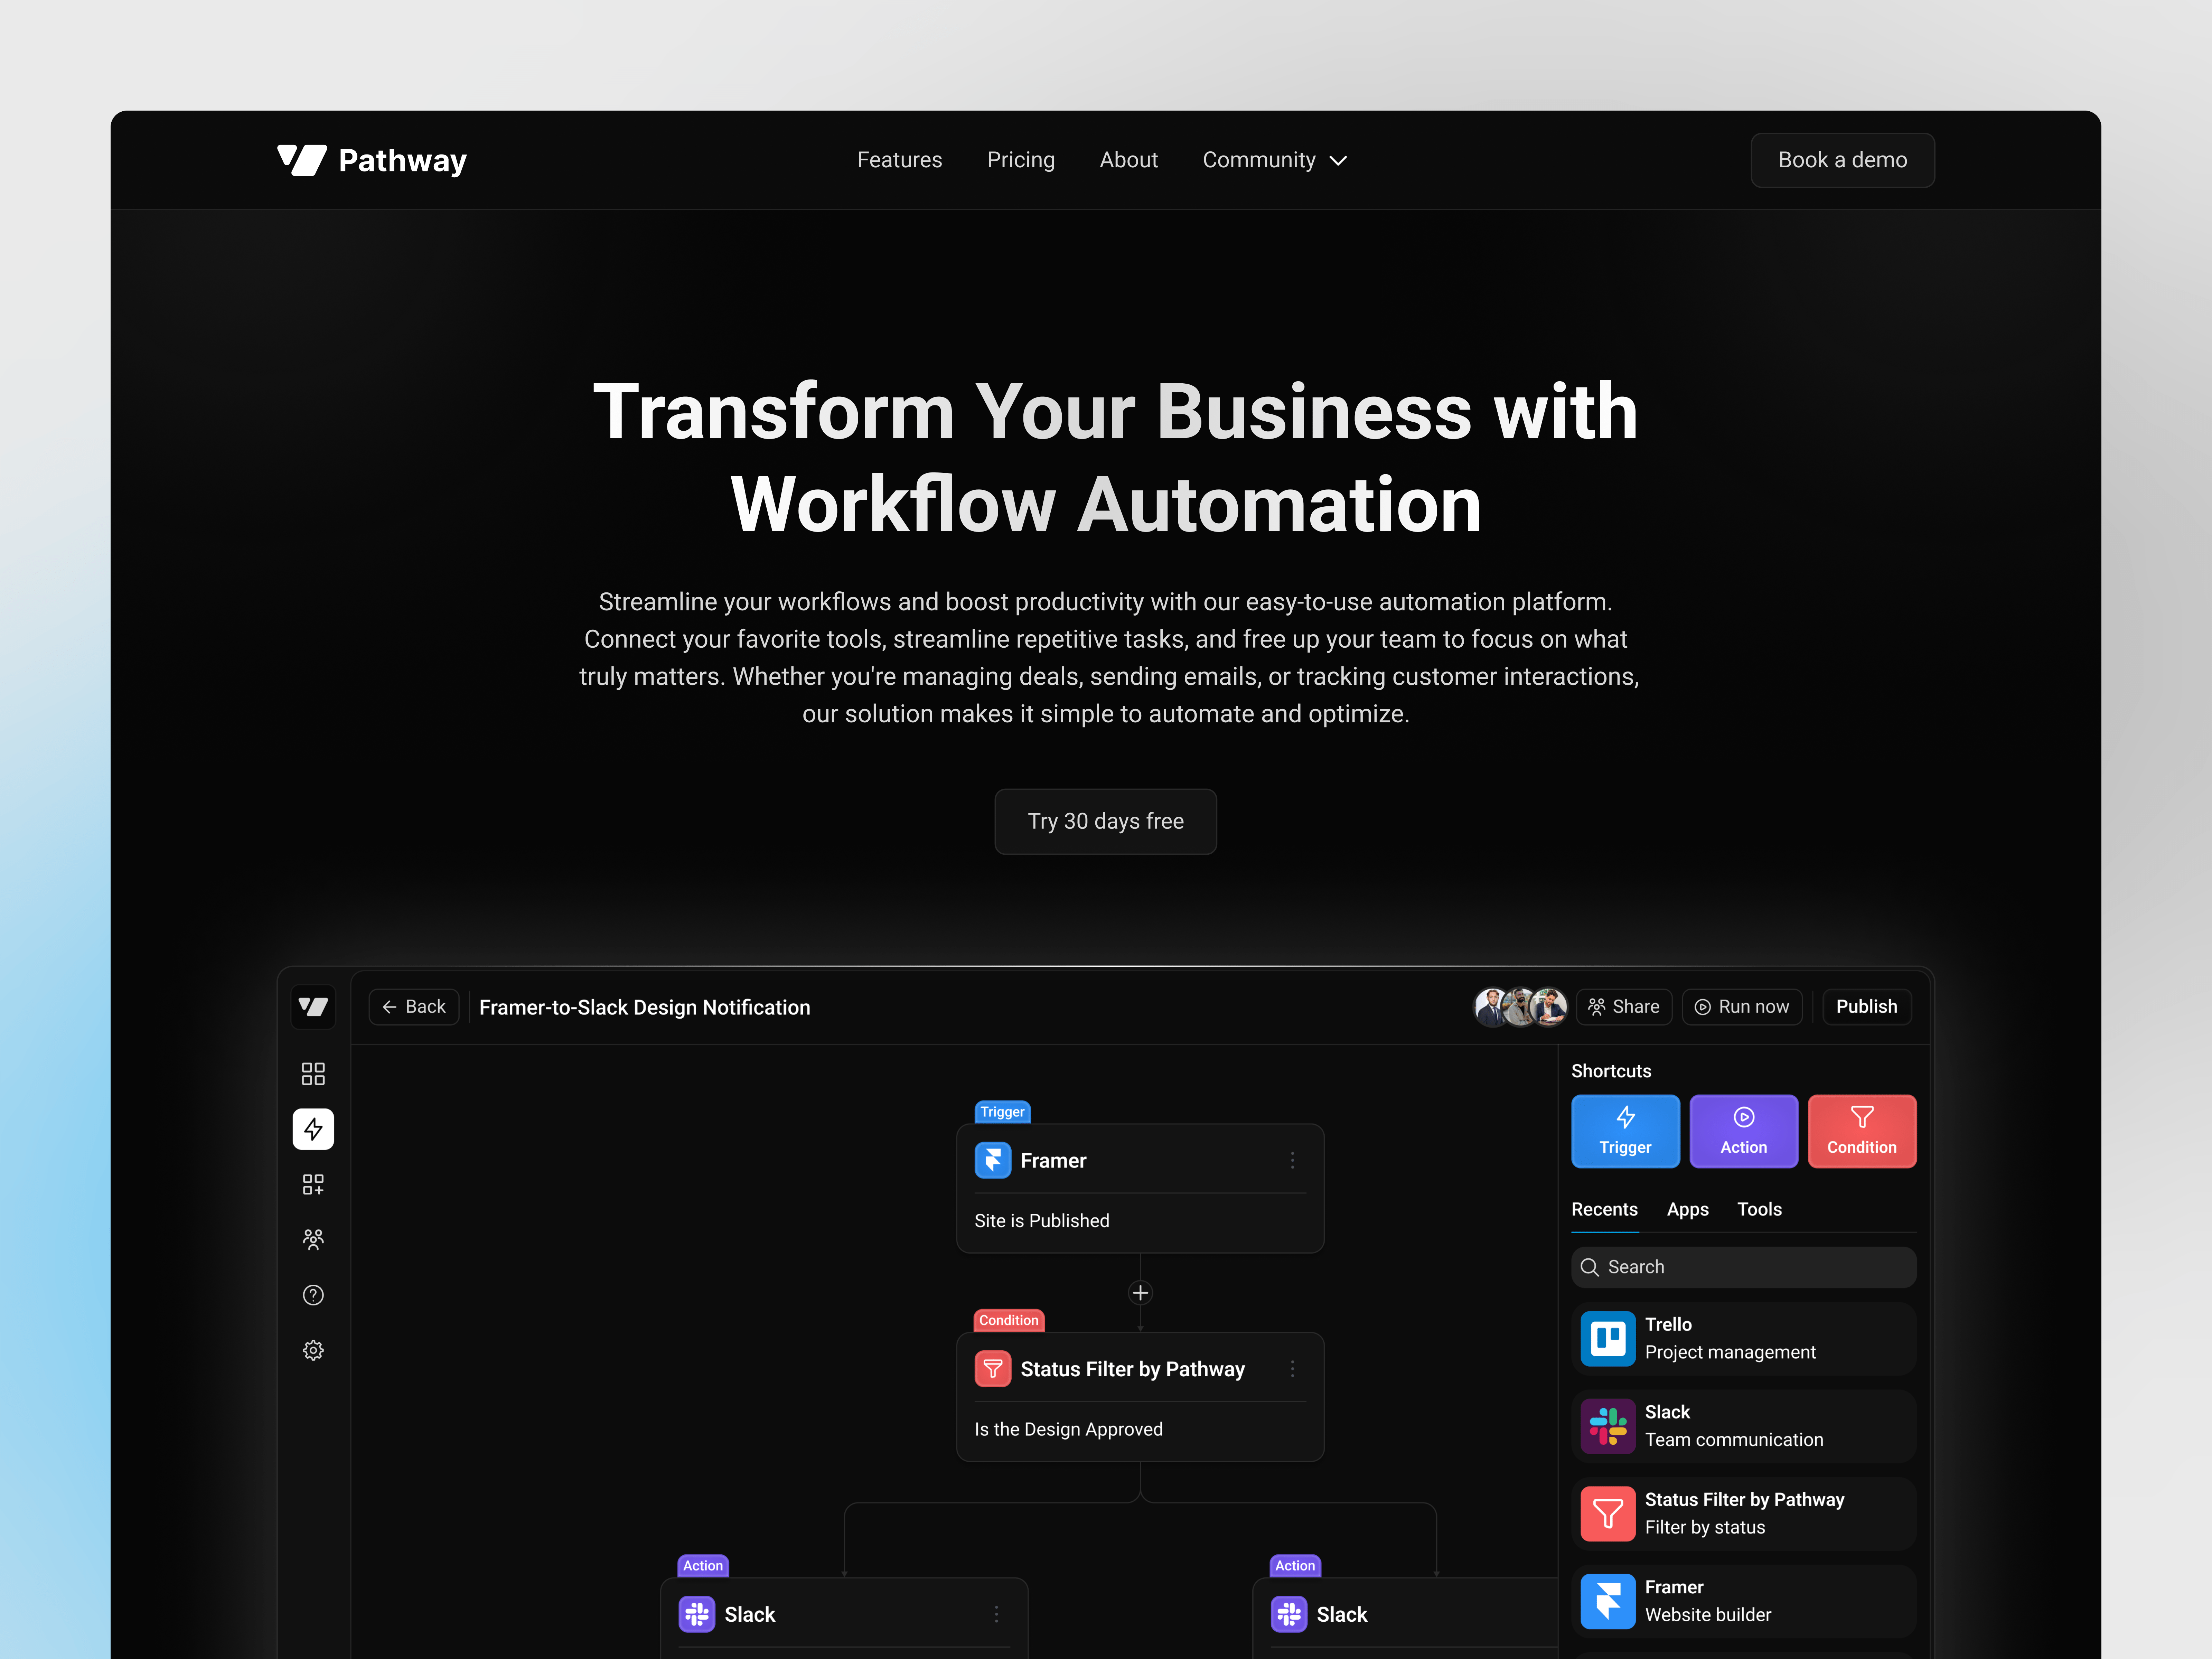 Pathway
Features
Pricing
About
Community
Book a demo
Transform Your Business with
Workflow Automation
Streamline your workflows and boost productivity with our easy-to-use automation platform.
Connect your favorite tools, streamline repetitive tasks, and free up your team to focus on what
truly matters. Whether you're managing deals, sending emails, or tracking customer interactions,
our solution makes it simple to automate and optimize.
Try 30 days free
Back
Framer-to-Slack Design Notification
Share
Run now
Publish
Trigger
Framer
Site is Published
Condition
Status Filter by Pathway
Is the Design Approved
Action
Slack
Action
Slack
Shortcuts
Trigger
Action
Condition
Recents
Apps
Tools
Search
Trello
Project management
Slack
Team communication
Status Filter by Pathway
Filter by status
Framer
Website builder